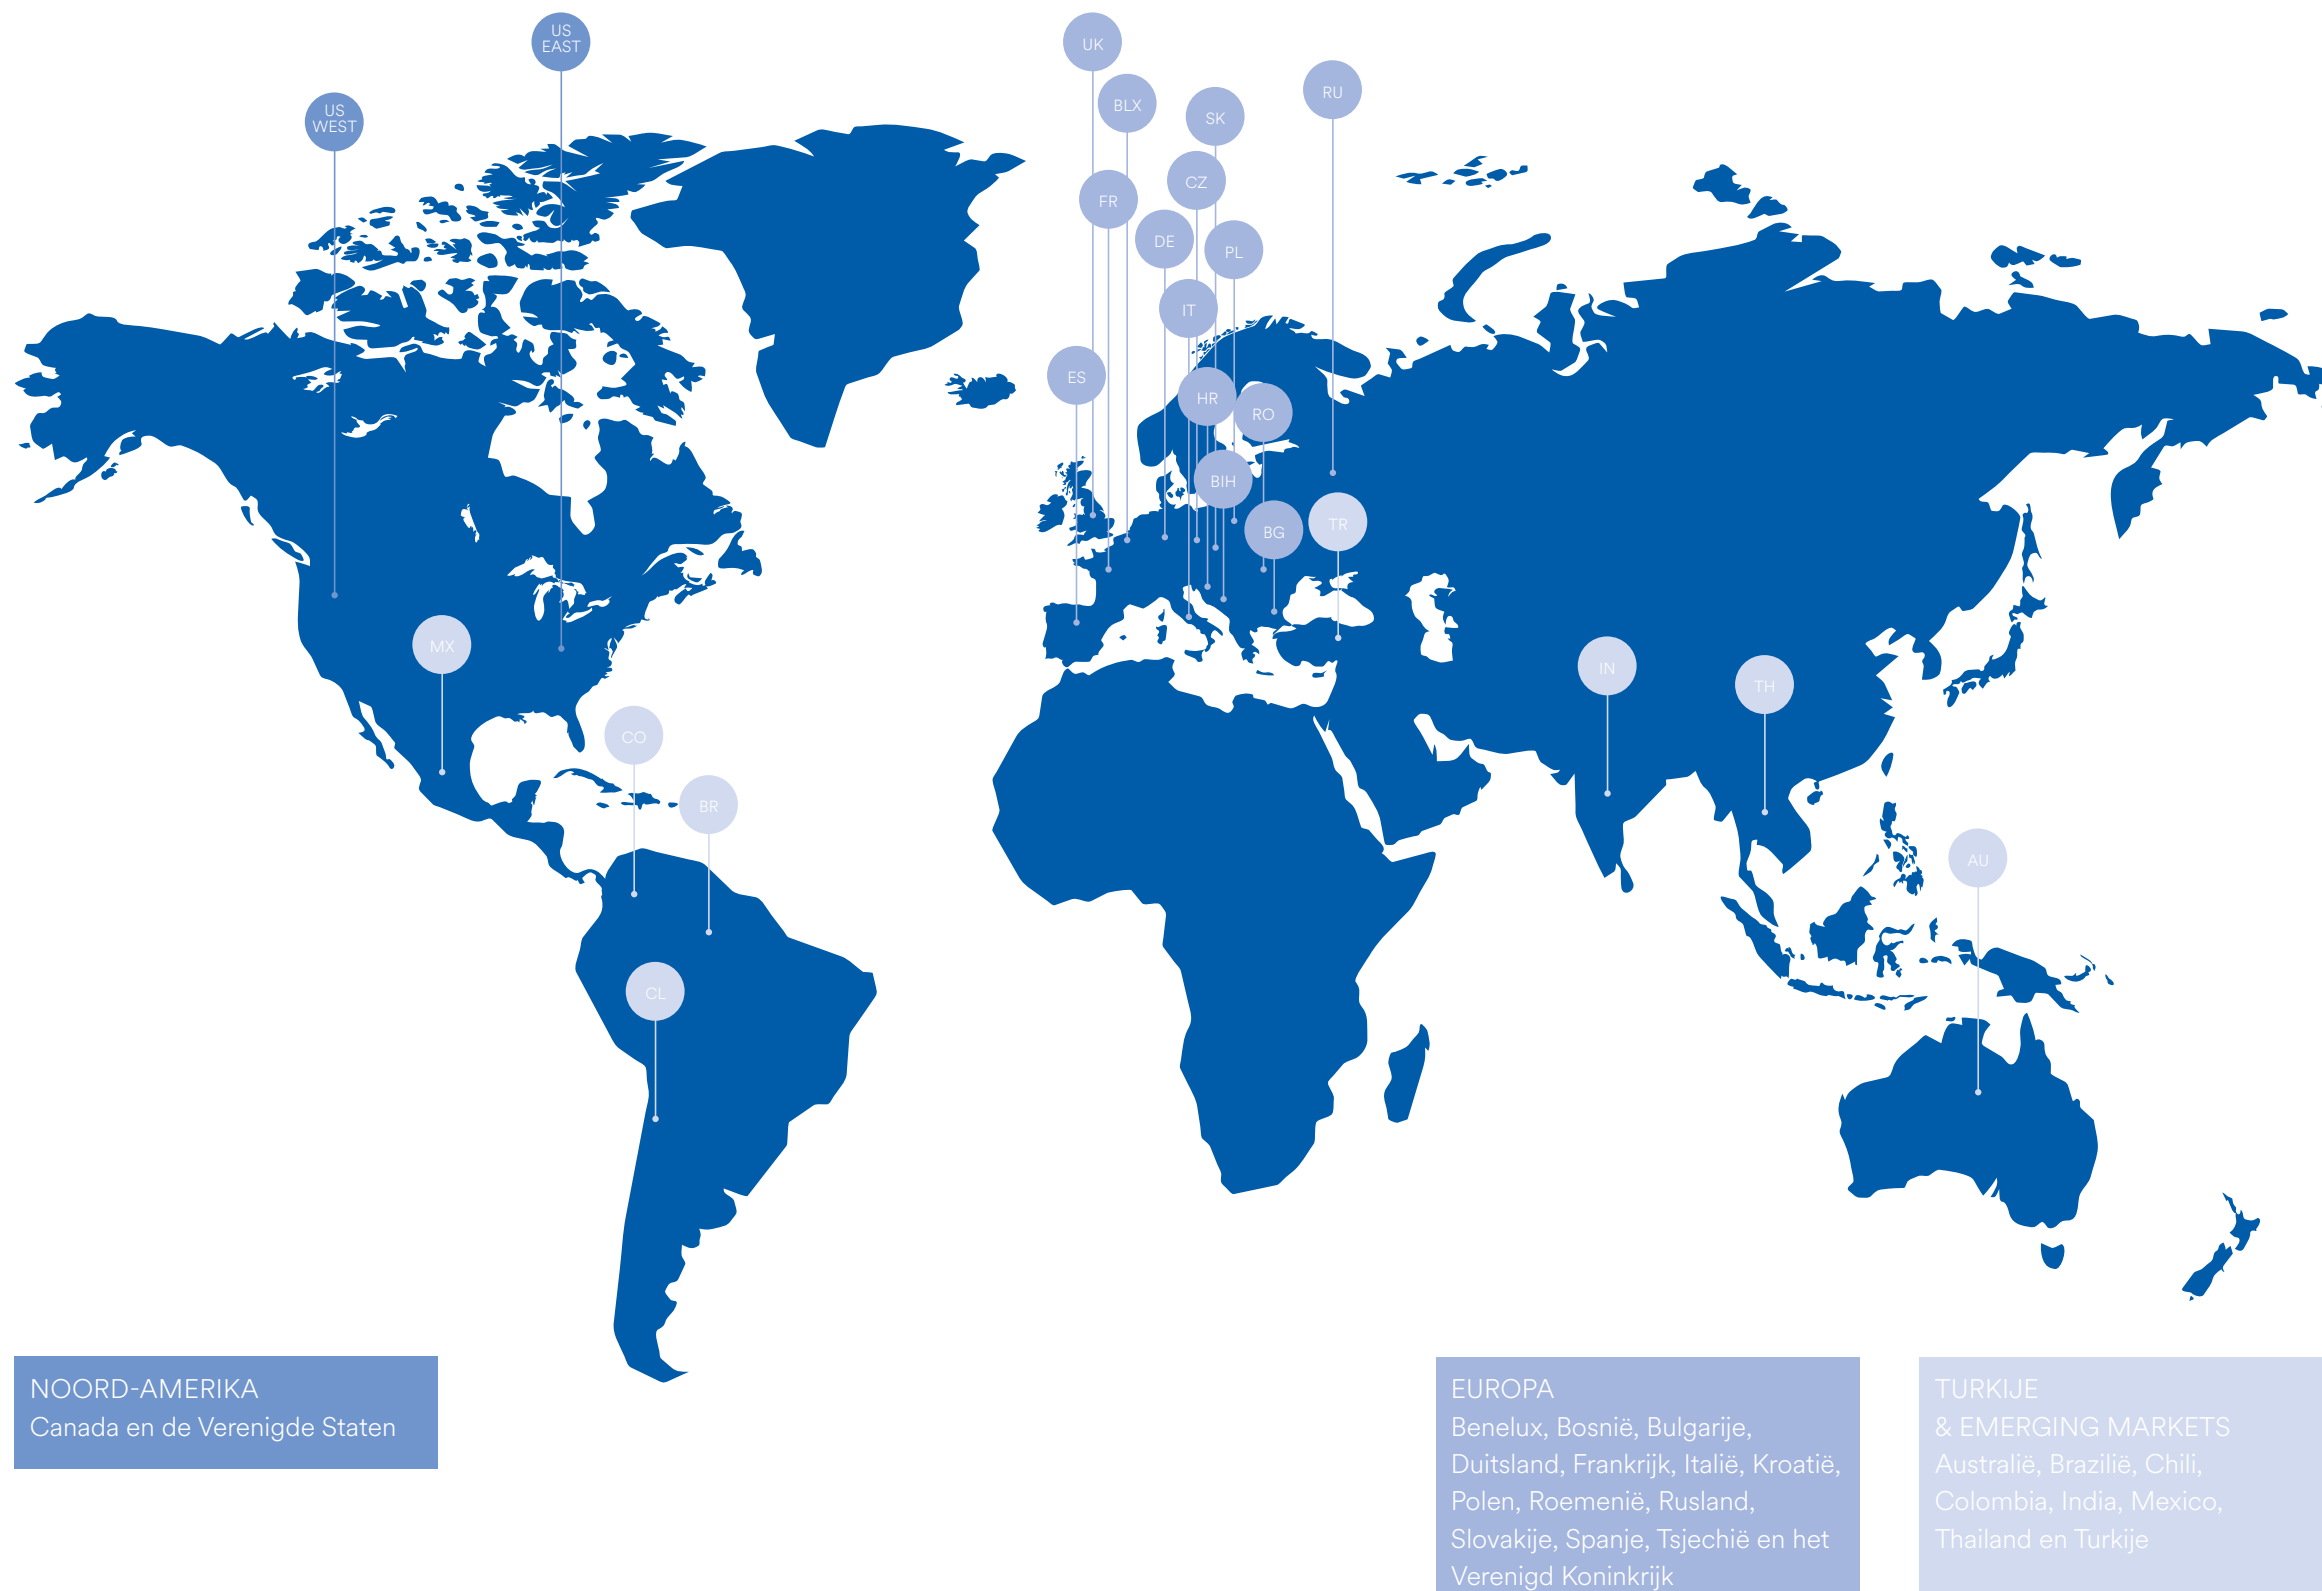 US
EAST
UK
RU
BLX
US
WEST
SK
CZ
FR
DE
PL
IT
ES
HR
RO
BIH
BG
TR
MX
IN
TH
CO
BR
AU
CL
NOORD-AMERIKA
Canada en de Verenigde Staten
EUROPA
Benelux, Bosnië, Bulgarije,
Duitsland, Frankrijk, Italië, Kroatië,
Polen, Roemenië, Rusland,
Slovakije, Spanje, Tsjechië en het
Verenigd Koninkrijk
TURKIJE
& EMERGING MARKETS
Australië, Brazilië, Chili,
Colombia, India, Mexico,
Thailand en Turkije